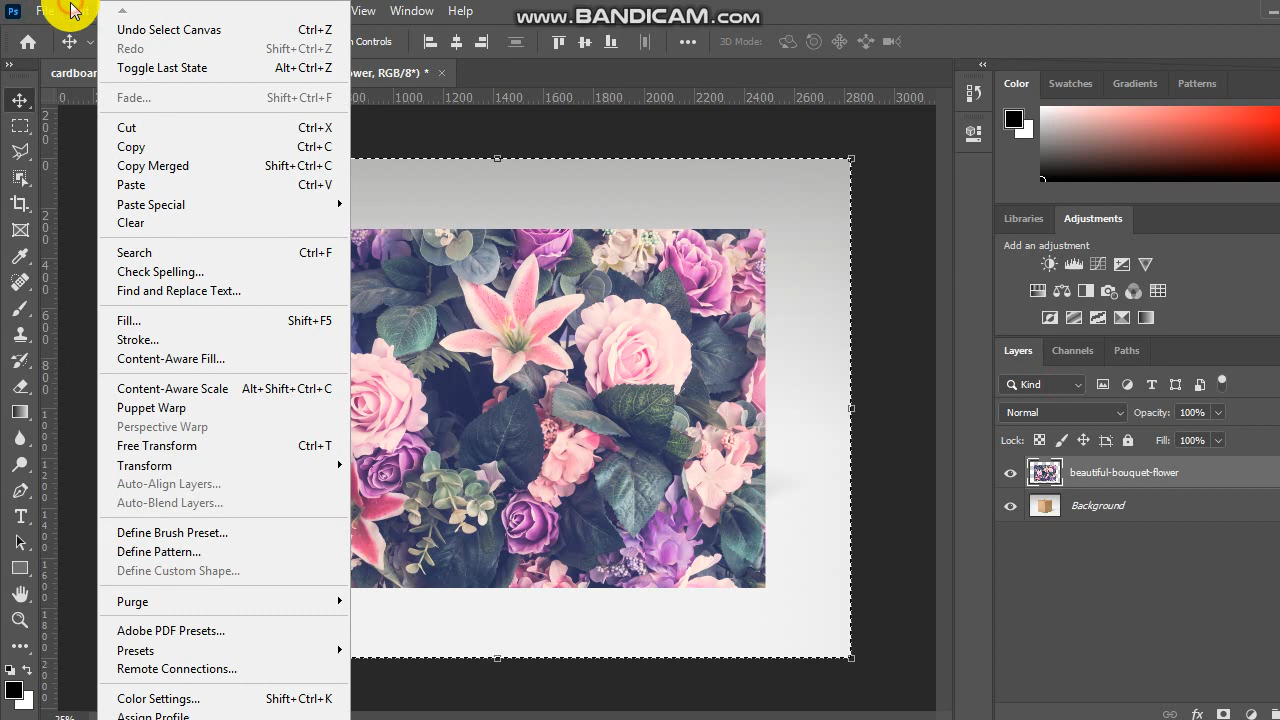 Ps File View Window Help
www.BANDICAM.com
n Controls
3D Mode:
cardboar
ower, RGB/8*) *
Undo Select Canvas Ctrl+Z
Redo Shift+Ctrl+Z
Toggle Last State Alt+Ctrl+Z
Fade... Shift+Ctrl+F
Cut Ctrl+X
Copy Ctrl+C
Copy Merged Shift+Ctrl+C
Paste Ctrl+V
Paste Special
Clear
Search Ctrl+F
Check Spelling...
Find and Replace Text...
Fill... Shift+F5
Stroke...
Content-Aware Fill...
Content-Aware Scale Alt+Shift+Ctrl+C
Puppet Warp
Perspective Warp
Free Transform Ctrl+T
Transform
Auto-Align Layers...
Auto-Blend Layers...
Define Brush Preset...
Define Pattern...
Define Custom Shape...
Purge
Adobe PDF Presets...
Presets
Remote Connections...
Color Settings... Shift+Ctrl+K
Assign Profile...
0 1000 1200 1400 1600 1800 2000 2200 2400 2600 2800 3000
Color Swatches Gradients Patterns
Libraries Adjustments
Add an adjustment
Layers Channels Paths
Kind
Normal Opacity: 100%
Lock: Fill: 100%
beautiful-bouquet-flower
Background
fx
25%